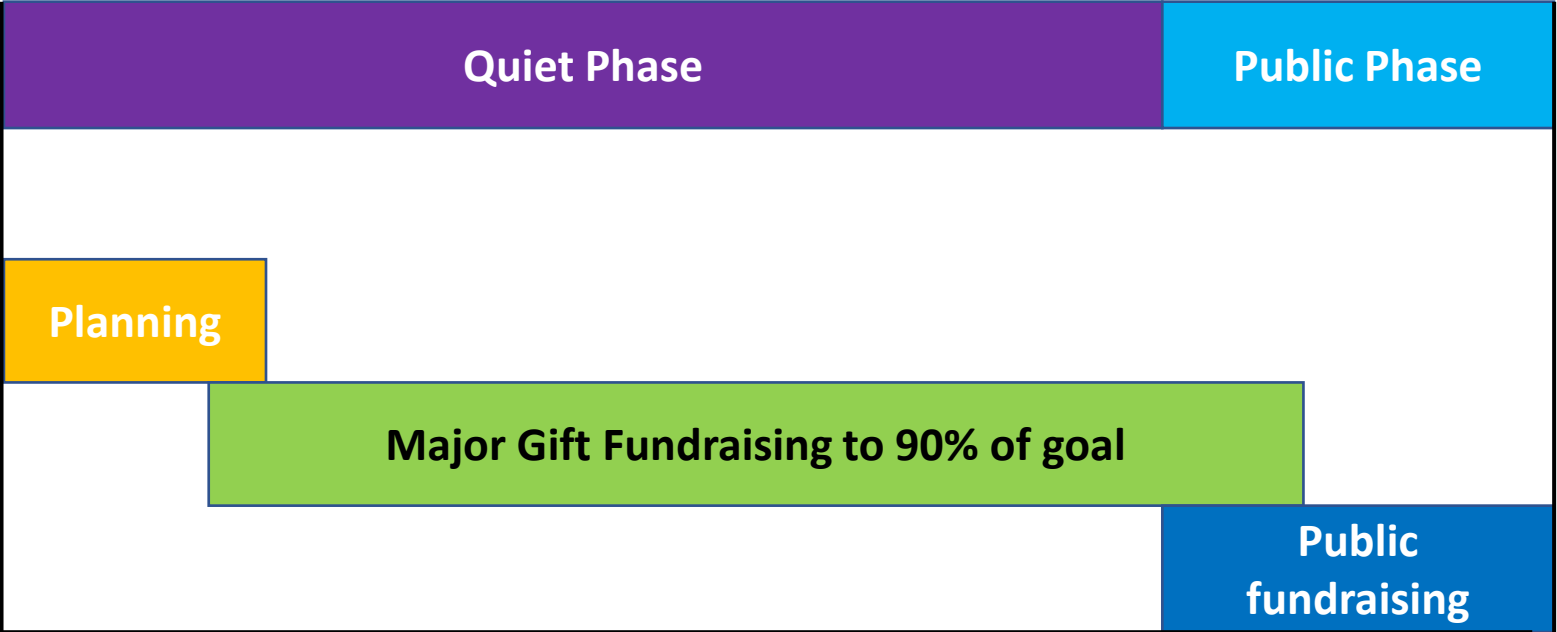 Quiet Phase
Public Phase
Planning
Major Gift Fundraising to 90% of goal
Public
fundraising